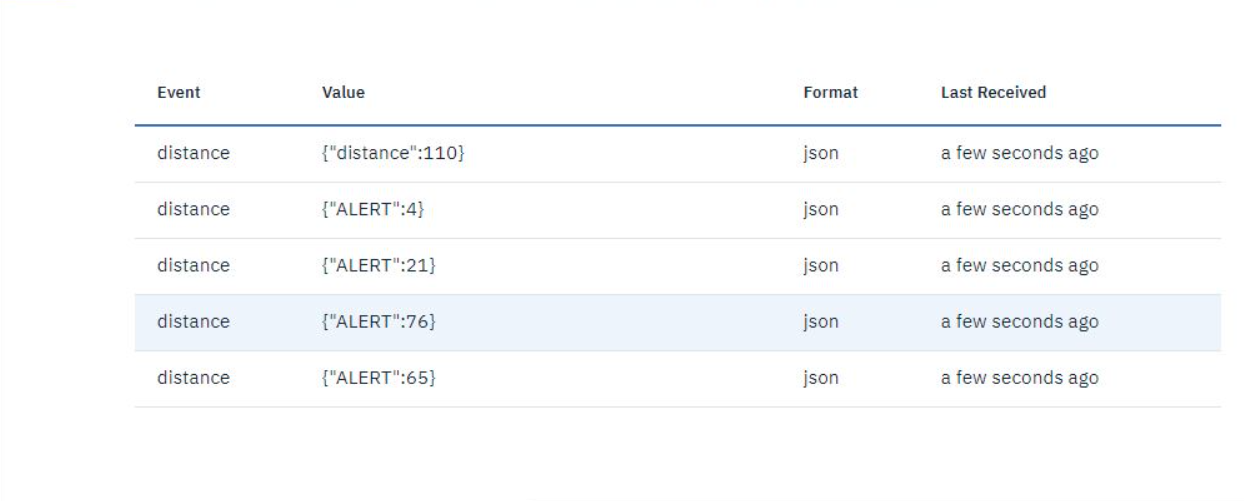 Event Value Format Last Received
distance {"distance":110} json a few seconds ago
distance {"ALERT":4} json a few seconds ago
distance {"ALERT":21} json a few seconds ago
distance {"ALERT":76} json a few seconds ago
distance {"ALERT":65} json a few seconds ago